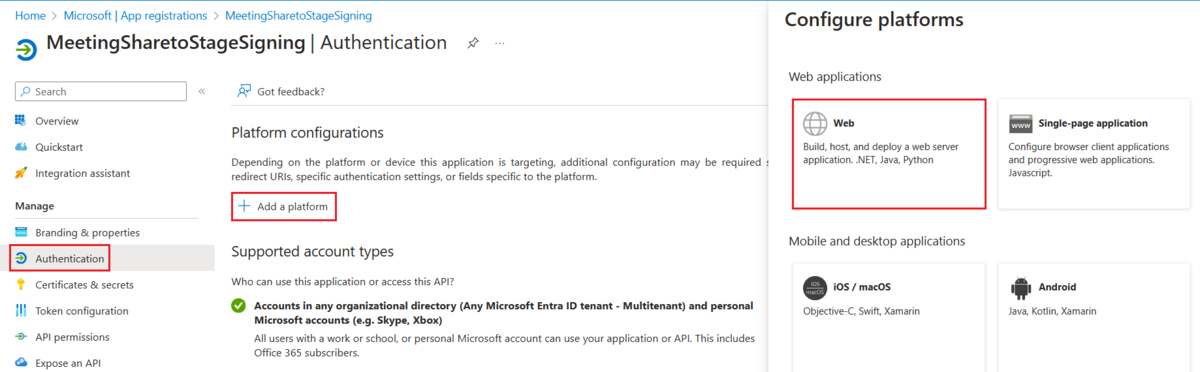 Home > Microsoft | App registrations > MeetingSharetoStageSigning
MeetingSharetoStageSigning | Authentication
Search
Overview
Quickstart
Integration assistant
Manage
Branding & properties
Authentication
Certificates & secrets
Token configuration
API permissions
Expose an API
Got feedback?
Platform configurations
Depending on the platform or device this application is targeting, additional configuration may be required s
redirect URIs, specific authentication settings, or fields specific to the platform.
Add a platform
Supported account types
Who can use this application or access this API?
Accounts in any organizational directory (Any Microsoft Entra ID tenant - Multitenant) and personal
Microsoft accounts (e.g. Skype, Xbox)
All users with a work or school, or personal Microsoft account can use your application or API. This includes
Office 365 subscribers.
Configure platforms
Web applications
Web
Build, host, and deploy a web server
application. .NET, Java, Python
www
Single-page application
Configure browser client applications
and progressive web applications.
Javascript.
Mobile and desktop applications
iOS
macOS
iOS / macOS
Objective-C, Swift, Xamarin
Android
Java, Kotlin, Xamarin